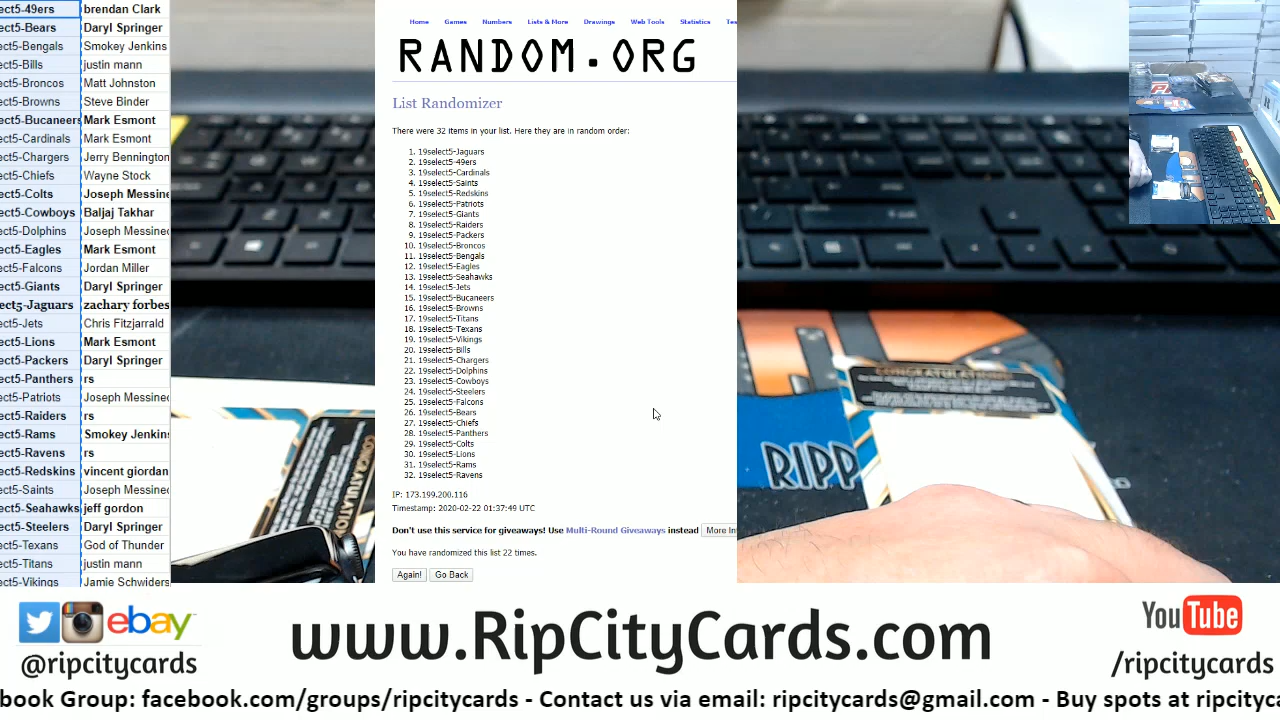 ect5-49ers brendan Clark
ect5-Bears Daryl Springer
ect5-Bengals Smokey Jenkins
ect5-Bills justin mann
ect5-Broncos Matt Johnston
ect5-Browns Steve Binder
ect5-Bucaneers Mark Esmont
ect5-Cardinals Mark Esmont
ect5-Chargers Jerry Bennington
ect5-Chiefs Wayne Stock
ect5-Colts Joseph Messine
ect5-Cowboys Baljaj Takhar
ect5-Dolphins Joseph Messined
ect5-Eagles Mark Esmont
ect5-Falcons Jordan Miller
ect5-Giants Daryl Springer
ect5-Jaguars zachary forbes
ect5-Jets Chris Fitzjarrald
ect5-Lions Mark Esmont
ect5-Packers Daryl Springer
ect5-Panthers rs
ect5-Patriots Joseph Messined
ect5-Raiders rs
ect5-Rams Smokey Jenkins
ect5-Ravens rs
ect5-Redskins vincent giordan
ect5-Saints Joseph Messined
ect5-Seahawks jeff gordon
ect5-Steelers Daryl Springer
ect5-Texans God of Thunder
ect5-Titans justin mann
ect5-Vikings Jamie Schwiders
Home Games Numbers Lists & More Drawings Web Tools Statistics Tes
RANDOM.ORG
List Randomizer
There were 32 items in your list. Here they are in random order:
1. 19select5-Jaguars
2. 19select5-49ers
3. 19select5-Cardinals
4. 19select5-Saints
5. 19select5-Redskins
6. 19select5-Patriots
7. 19select5-Giants
8. 19select5-Raiders
9. 19select5-Packers
10. 19select5-Broncos
11. 19select5-Bengals
12. 19select5-Eagles
13. 19select5-Seahawks
14. 19select5-Jets
15. 19select5-Bucaneers
16. 19select5-Browns
17. 19select5-Titans
18. 19select5-Texans
19. 19select5-Vikings
20. 19select5-Bills
21. 19select5-Chargers
22. 19select5-Dolphins
23. 19select5-Cowboys
24. 19select5-Steelers
25. 19select5-Falcons
26. 19select5-Bears
27. 19select5-Chiefs
28. 19select5-Panthers
29. 19select5-Colts
30. 19select5-Lions
31. 19select5-Rams
32. 19select5-Ravens
IP: 173.199.200.116
Timestamp: 2020-02-22 01:37:49 UTC
Don't use this service for giveaways! Use Multi-Round Giveaways instead More In
You have randomized this list 22 times.
Again! Go Back
CONGRATULATIONS
RIPP
ebay
@ripcitycards
www.RipCityCards.com
YouTube
/ripcitycards
book Group: facebook.com/groups/ripcitycards - Contact us via email: ripcitycards@gmail.com - Buy spots at ripcityca